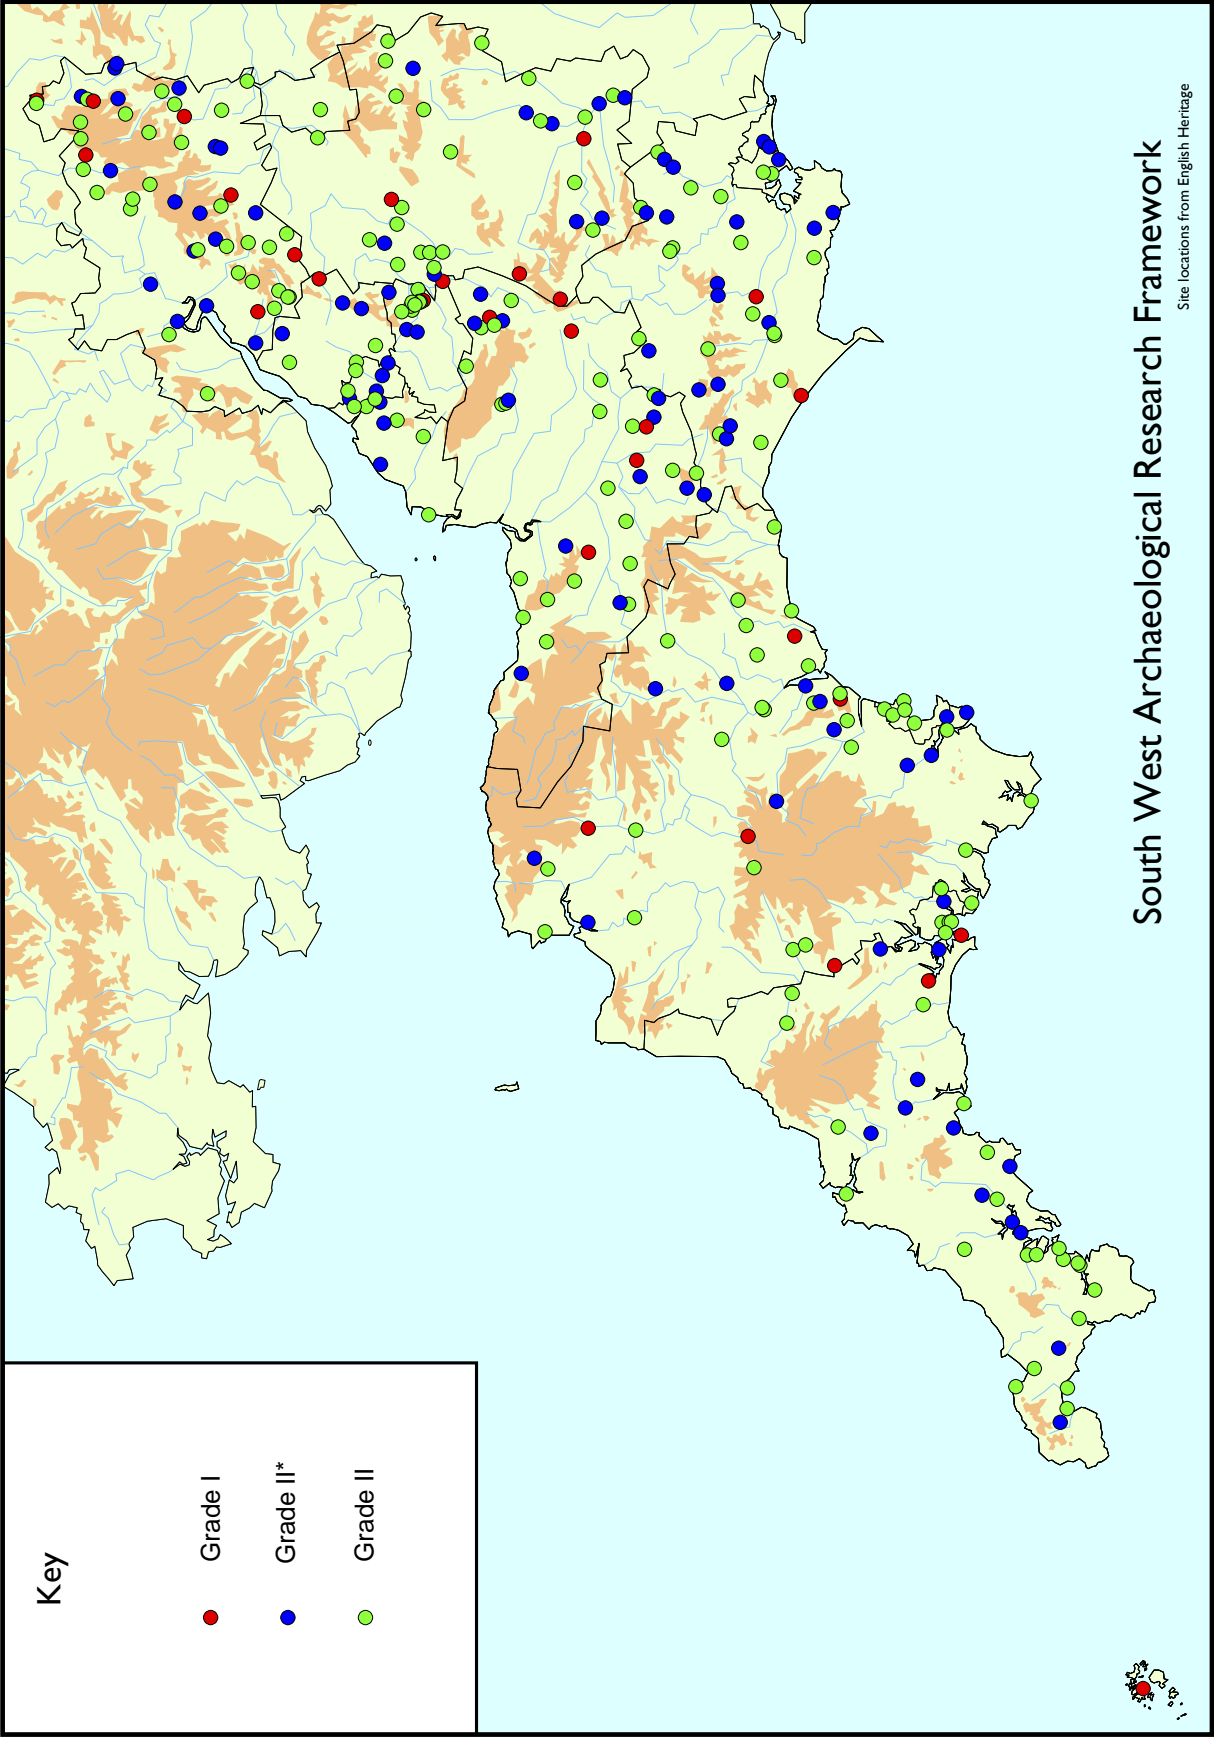 Key
Grade I
Grade II*
Grade II
South West Archaeological Research Framework
Site locations from English Heritage